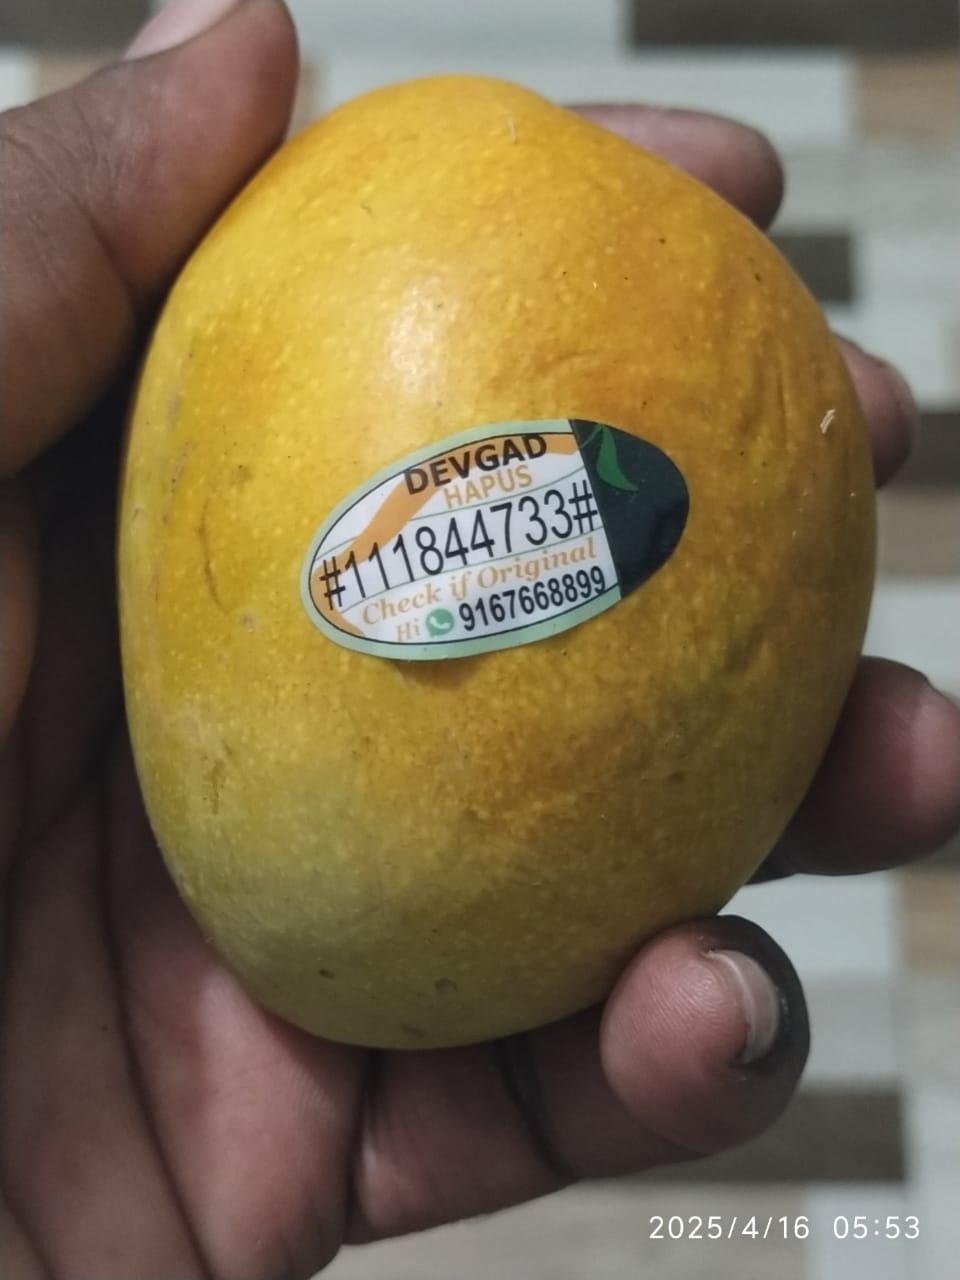 DEVGAD
HAPUS
#111844733#
Check if Original
Hi 9167668899
2025/4/16 05:53